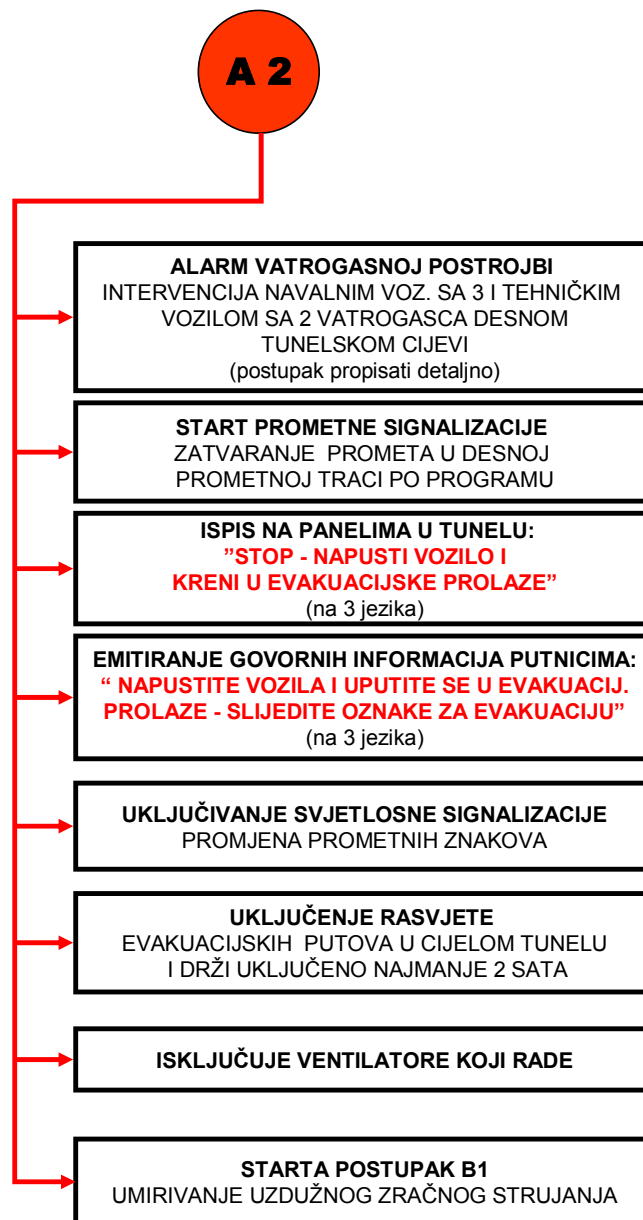 A 2
ALARM VATROGASNOJ POSTROJBI
INTERVENCIJA NAVALNIM VOZ. SA 3 I TEHNIČKIM
VOZILOM SA 2 VATROGASCA DESNOM
TUNELSKOM CIJEVI
(postupak propisati detaljno)
START PROMETNE SIGNALIZACIJE
ZATVARANJE PROMETA U DESNOJ
PROMETNOJ TRACI PO PROGRAMU
ISPIS NA PANELIMA U TUNELU:
”STOP - NAPUSTI VOZILO I
KRENI U EVAKUACIJSKE PROLAZE”
(na 3 jezika)
EMITIRANJE GOVORNIH INFORMACIJA PUTNICIMA:
“ NAPUSTITE VOZILA I UPUTITE SE U EVAKUACIJ.
PROLAZE - SLIJEDITE OZNAKE ZA EVAKUACIJU”
(na 3 jezika)
UKLJUČIVANJE SVJETLOSNE SIGNALIZACIJE
PROMJENA PROMETNIH ZNAKOVA
UKLJUČENJE RASVJETE
EVAKUACIJSKIH PUTOVA U CIJELOM TUNELU
I DRŽI UKLJUČENO NAJMANJE 2 SATA
ISKLJUČUJE VENTILATORE KOJI RADE
STARTA POSTUPAK B1
UMIRIVANJE UZDUŽNOG ZRAČNOG STRUJANJA